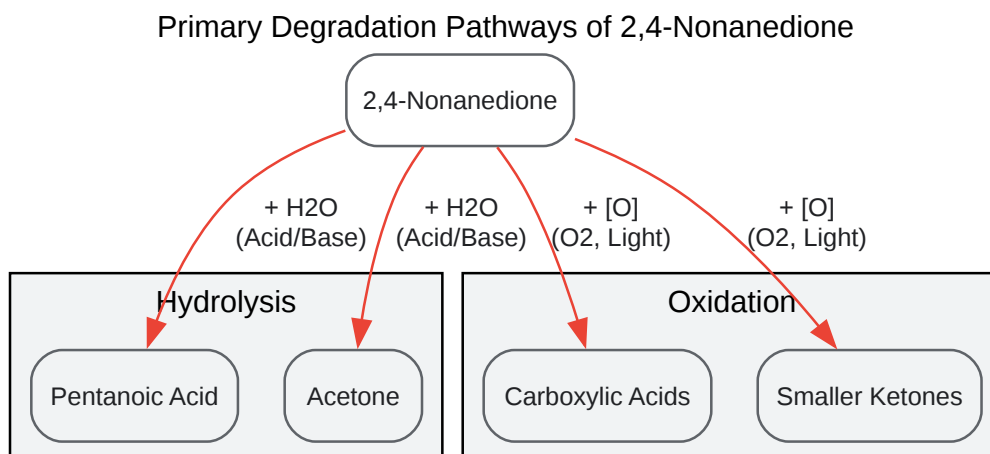 Primary Degradation Pathways of 2,4-Nonanedione
2,4-Nonanedione
+ H2O
(Acid/Base)
+ H2O
(Acid/Base)
+ [O]
(O2, Light)
+ [O]
(O2, Light)
Hydrolysis
Oxidation
Pentanoic Acid
Acetone
Carboxylic Acids
Smaller Ketones